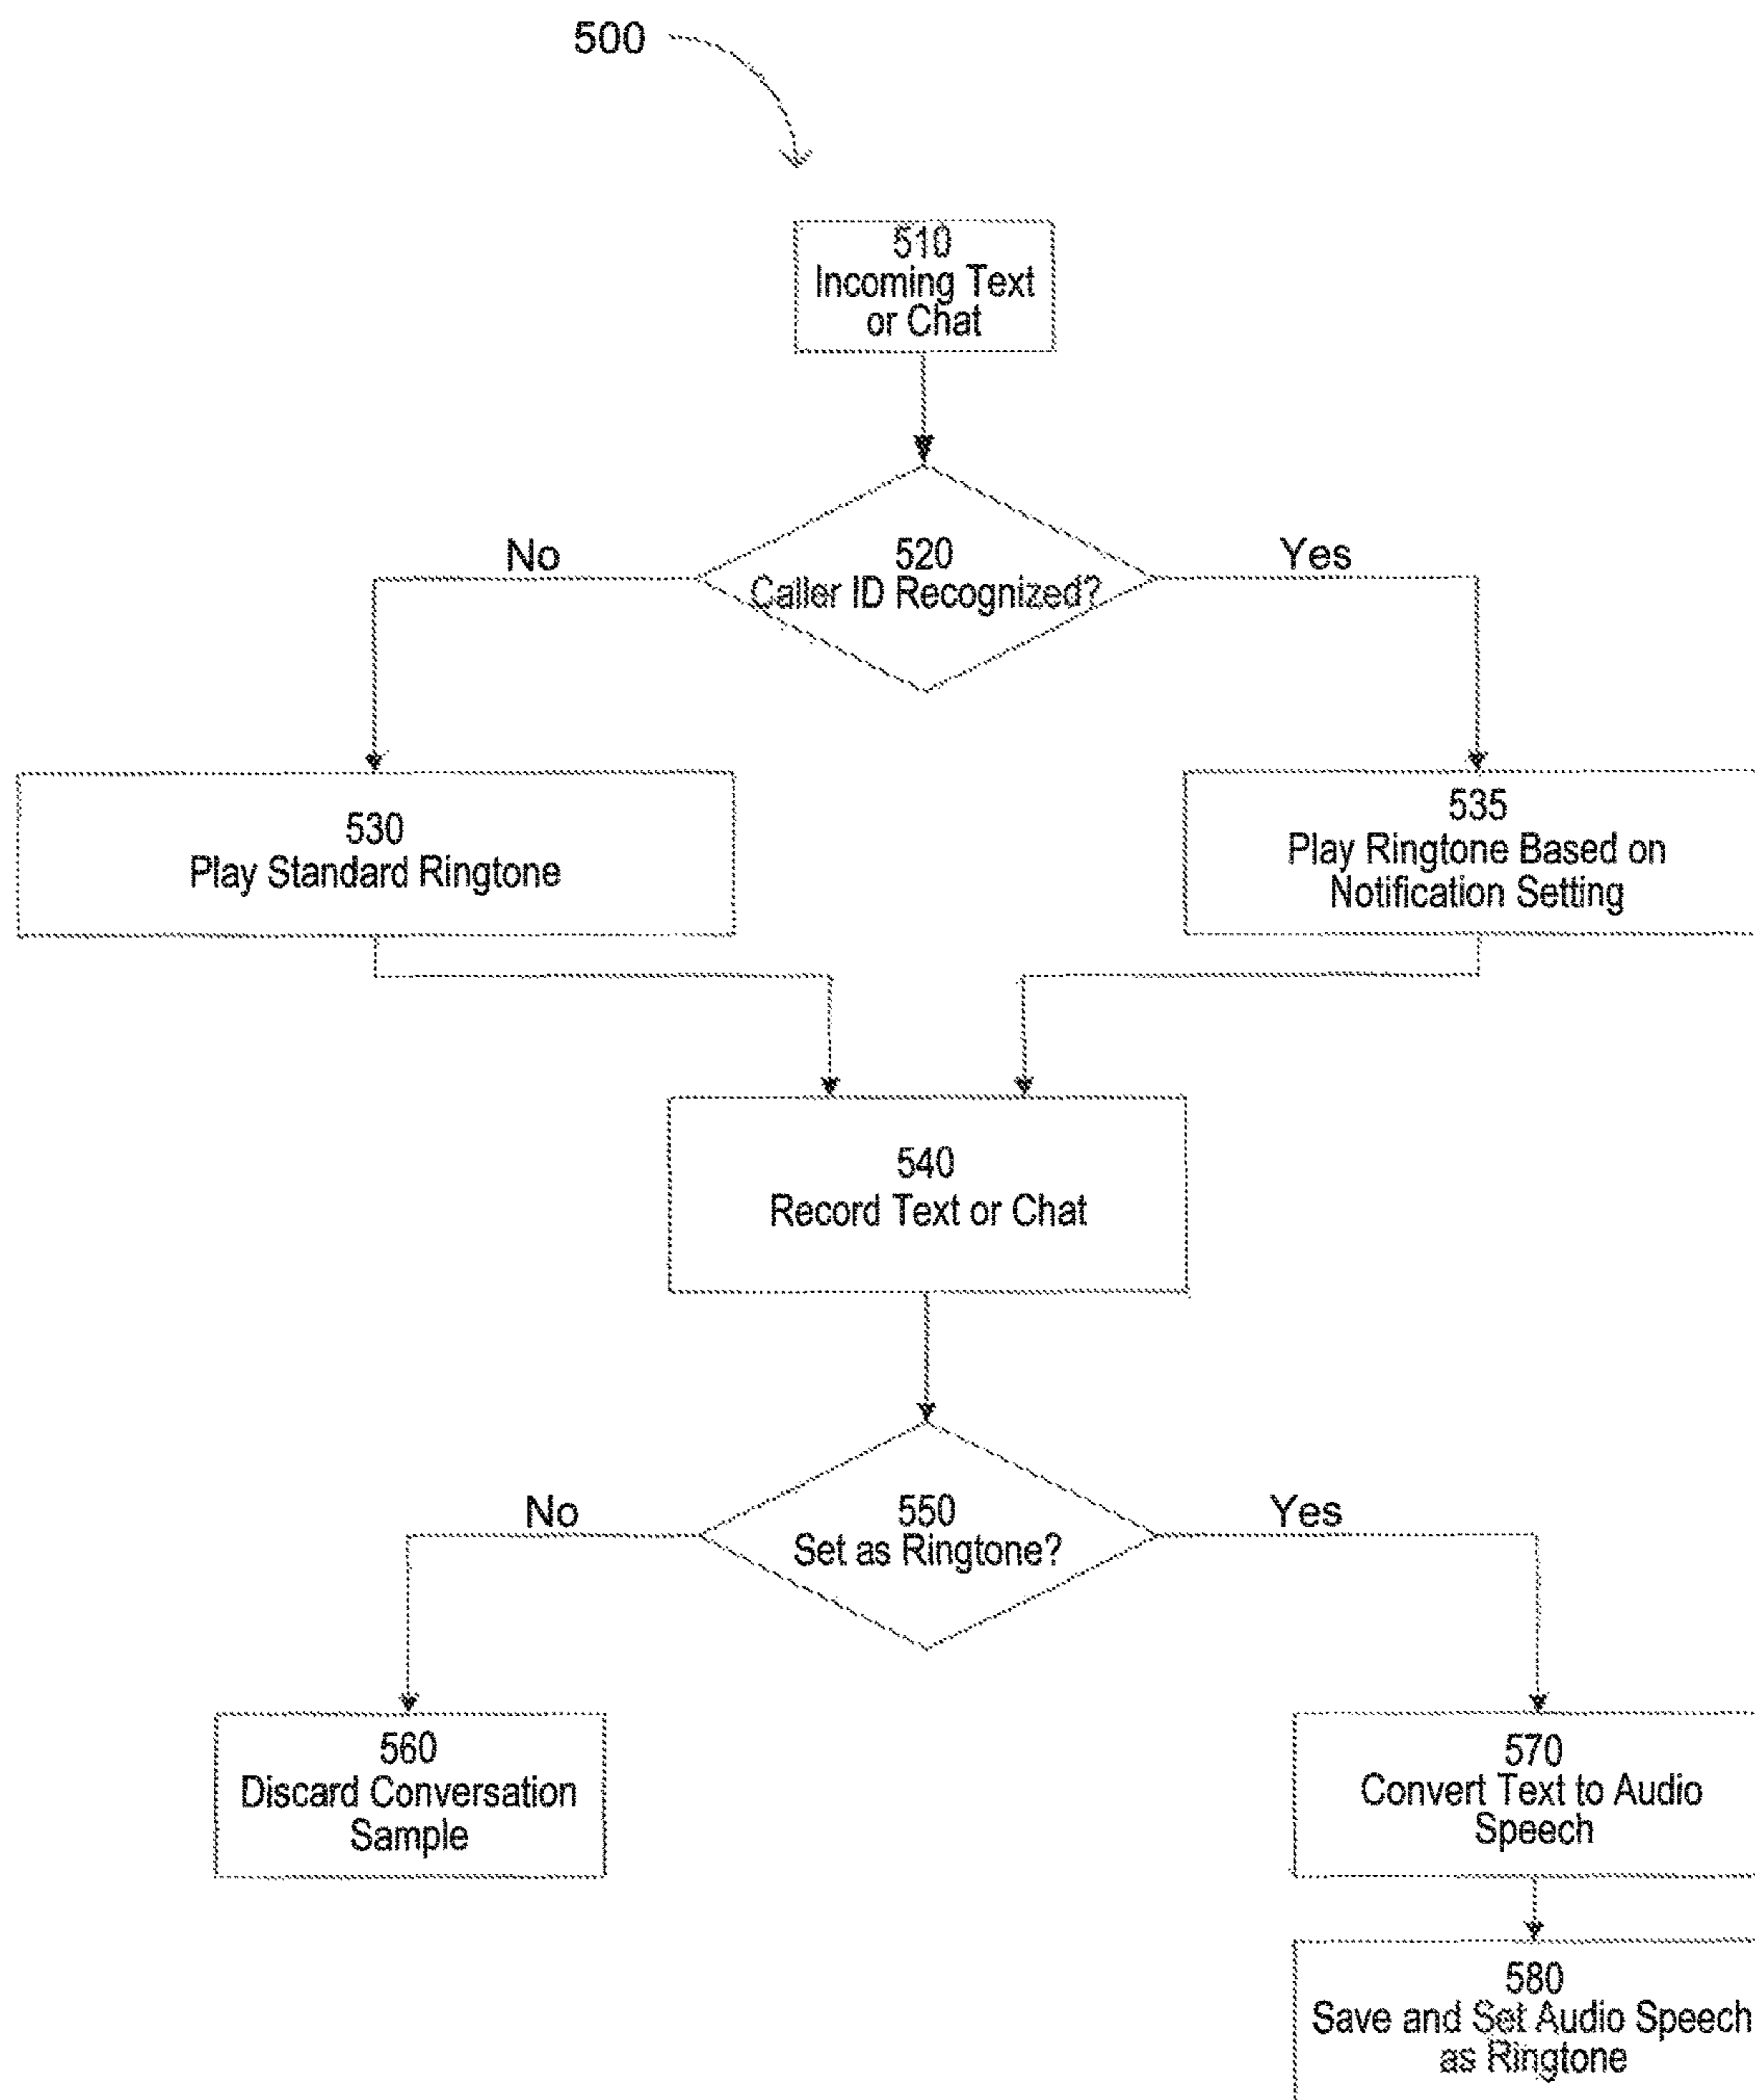 500
510
Incoming Text
or Chat
520
Caller ID Recognized?
No
Yes
530
Play Standard Ringtone
535
Play Ringtone Based on
Notification Setting
540
Record Text or Chat
550
Set as Ringtone?
No
Yes
560
Discard Conversation
Sample
570
Convert Text to Audio
Speech
580
Save and Set Audio Speech
as Ringtone